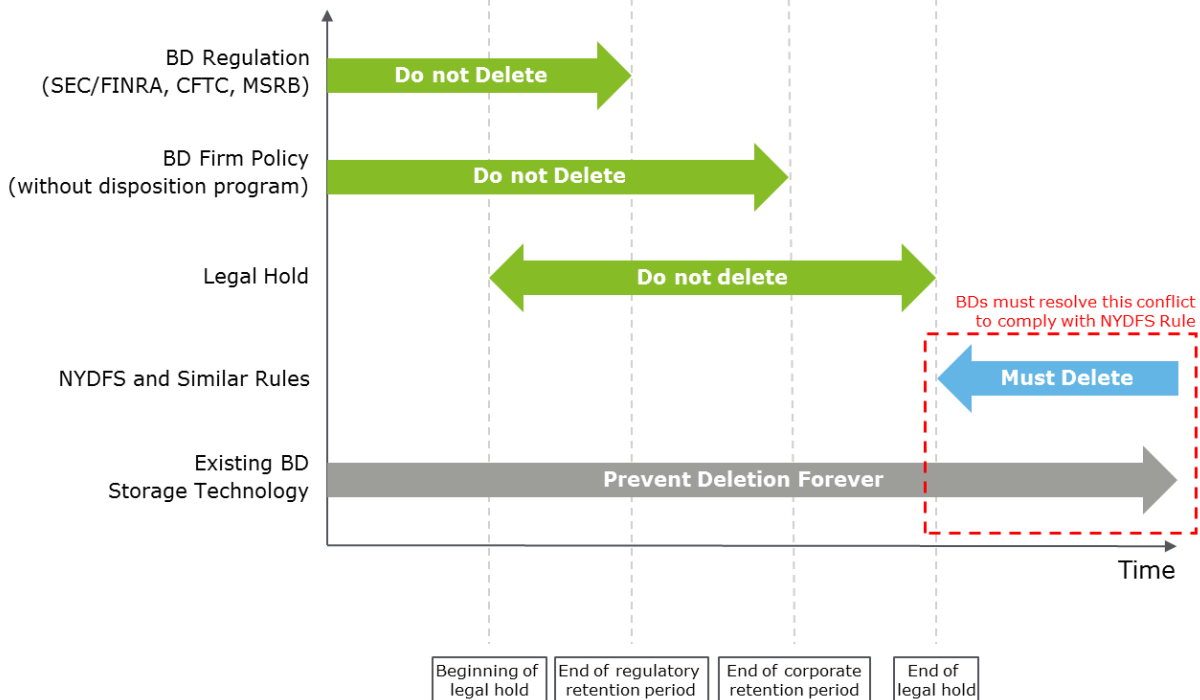 BD Regulation
(SEC/FINRA, CFTC, MSRB)
Do not Delete
BD Firm Policy
(without disposition program)
Do not Delete
Legal Hold
Do not delete
BDs must resolve this conflict
to comply with NYDFS Rule
NYDFS and Similar Rules
Must Delete
Existing BD
Storage Technology
Prevent Deletion Forever
Time
Beginning of
legal hold
End of regulatory
retention period
End of corporate
retention period
End of
legal hold